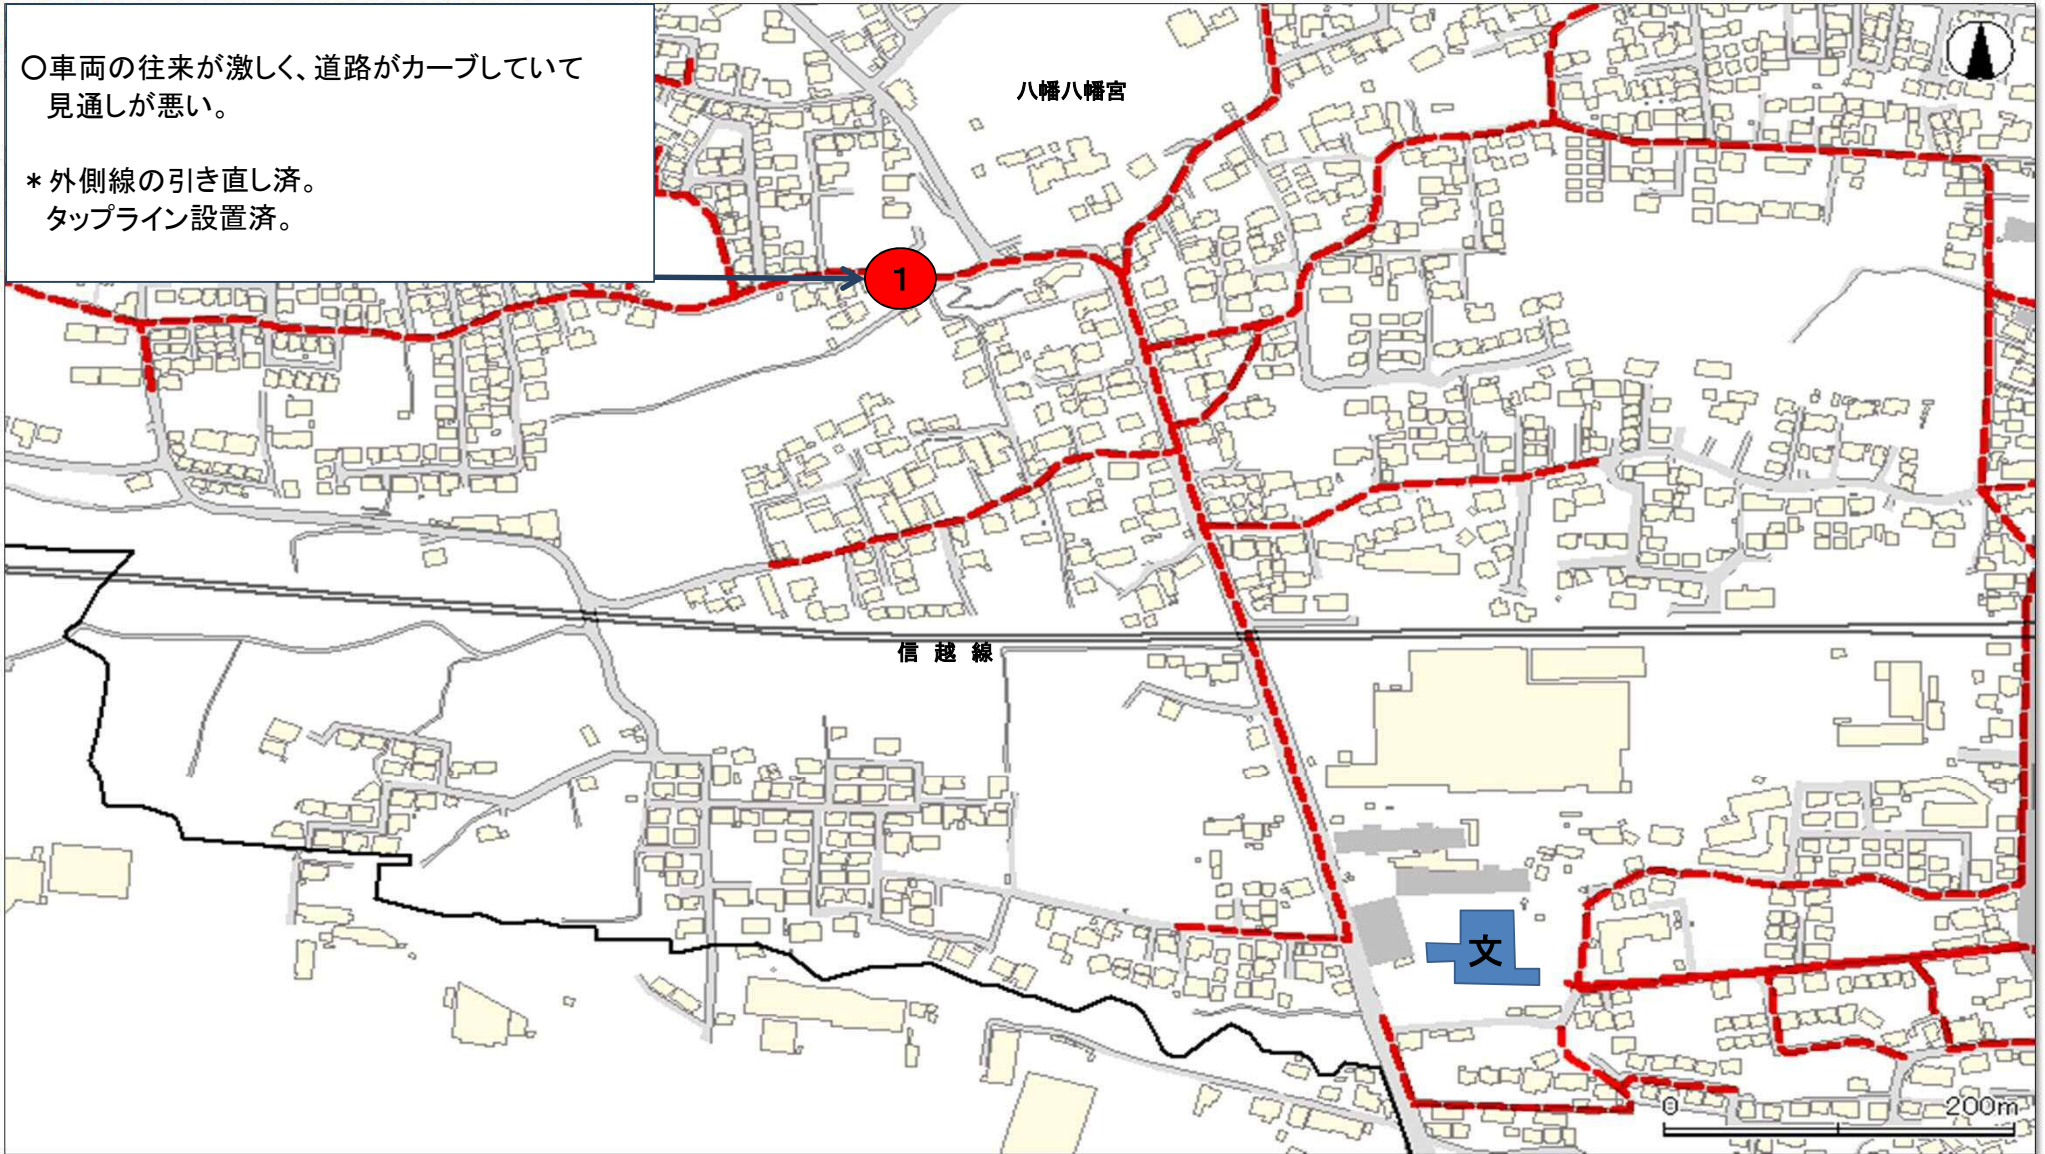 ○車両の往来が激しく、道路がカーブしていて
見通しが悪い。
＊外側線の引き直し済。
タップライン設置済。
八幡八幡宮
1
信越線
文
0 200m